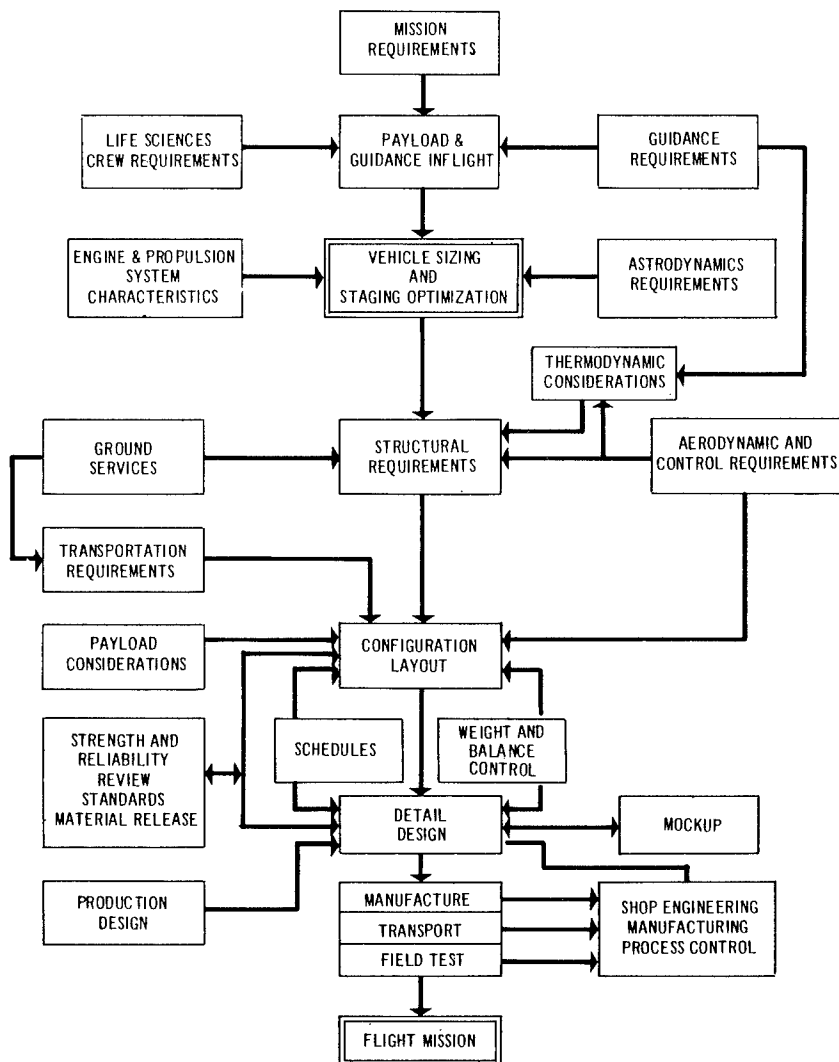 MISSION
REQUIREMENTS
LIFE SCIENCES
CREW REQUIREMENTS
PAYLOAD &
GUIDANCE INFLIGHT
GUIDANCE
REQUIREMENTS
ENGINE & PROPULSION
SYSTEM
CHARACTERISTICS
VEHICLE SIZING
AND
STAGING OPTIMIZATION
ASTRODYNAMICS
REQUIREMENTS
THERMODYNAMIC
CONSIDERATIONS
GROUND
SERVICES
STRUCTURAL
REQUIREMENTS
AERODYNAMIC AND
CONTROL REQUIREMENTS
TRANSPORTATION
REQUIREMENTS
PAYLOAD
CONSIDERATIONS
CONFIGURATION
LAYOUT
STRENGTH AND
RELIABILITY
REVIEW
STANDARDS
MATERIAL RELEASE
SCHEDULES
WEIGHT AND
BALANCE
CONTROL
DETAIL
DESIGN
MOCKUP
PRODUCTION
DESIGN
MANUFACTURE
TRANSPORT
FIELD TEST
SHOP ENGINEERING
MANUFACTURING
PROCESS CONTROL
FLIGHT MISSION